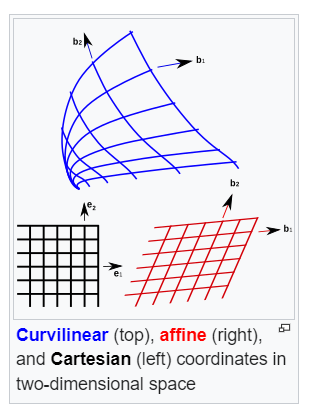 b₂
b₁
e₂
b₂
b₁
e₁
Curvilinear (top), affine (right),
and Cartesian (left) coordinates in
two-dimensional space